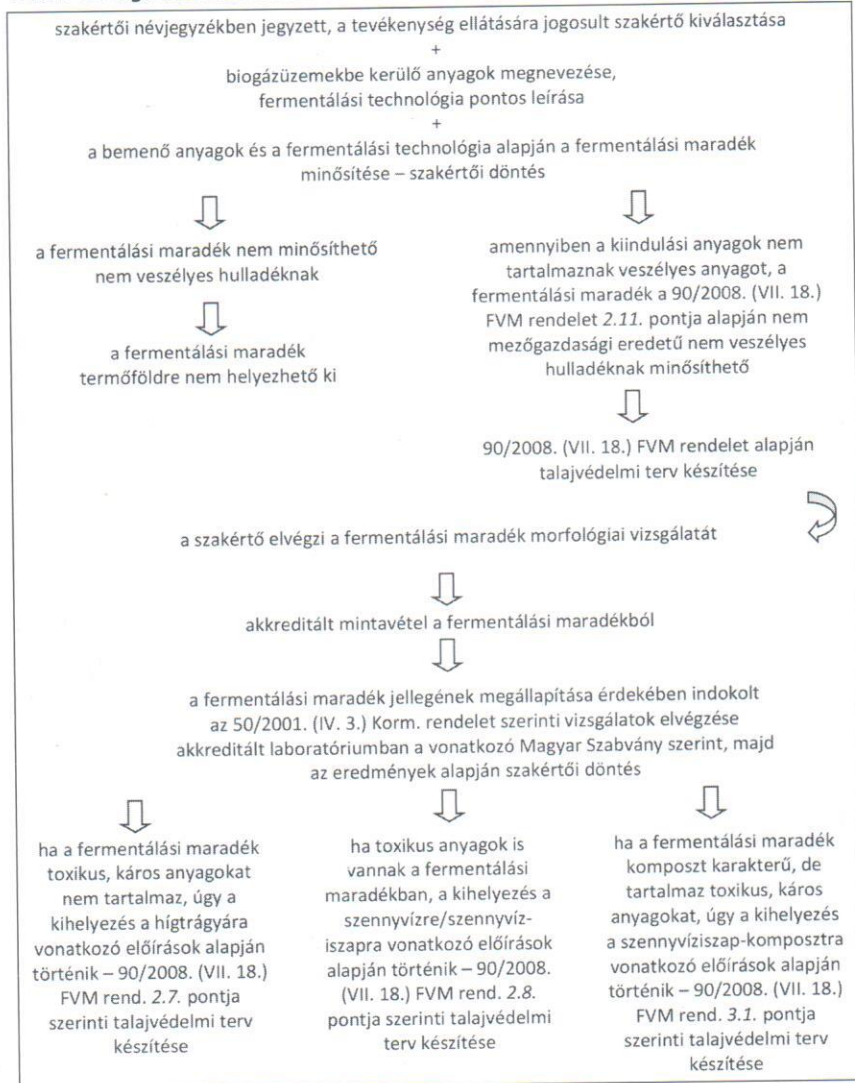 szakértői névjegyzékben jegyzett, a tevékenység ellátására jogosult szakértő kiválasztása
+
biogázüzemekbe kerülő anyagok megnevezése,
fermentálási technológia pontos leírása
+
a bemenő anyagok és a fermentálási technológia alapján a fermentálási maradék
minősítése – szakértői döntés
a fermentálási maradék nem minősíthető
nem veszélyes hulladéknak
a fermentálási maradék
termőföldre nem helyezhető ki
amennyiben a kiindulási anyagok nem
tartalmaznak veszélyes anyagot, a
fermentálási maradék a 90/2008. (VII. 18.)
FVM rendelet 2.11. pontja alapján nem
mezőgazdasági eredetű nem veszélyes
hulladéknak minősíthető
90/2008. (VII. 18.) FVM rendelet alapján
talajvédelmi terv készítése
a szakértő elvégzi a fermentálási maradék morfológiai vizsgálatát
akkreditált mintavétel a fermentálási maradékból
a fermentálási maradék jellegének megállapítása érdekében indokolt
az 50/2001. (IV. 3.) Korm. rendelet szerinti vizsgálatok elvégzése
akkreditált laboratóriumban a vonatkozó Magyar Szabvány szerint, majd
az eredmények alapján szakértői döntés
ha a fermentálási maradék
toxikus, káros anyagokat
nem tartalmaz, úgy a
kihelyezés a hígtrágyára
vonatkozó előírások alapján
történik – 90/2008. (VII. 18.)
FVM rend. 2.7. pontja
szerinti talajvédelmi terv
készítése
ha toxikus anyagok is
vannak a fermentálási
maradékban, a kihelyezés a
szennyvízre/szennyvíz-
iszapra vonatkozó előírások
alapján történik – 90/2008.
(VII. 18.) FVM rend. 2.8.
pontja szerinti talajvédelmi
terv készítése
ha a fermentálási maradék
komposzt karakterű, de
tartalmaz toxikus, káros
anyagokat, úgy a kihelyezés
a szennyvíziszap-komposztra
vonatkozó előírások alapján
történik – 90/2008. (VII. 18.)
FVM rend. 3.1. pontja
szerinti talajvédelmi terv
készítése